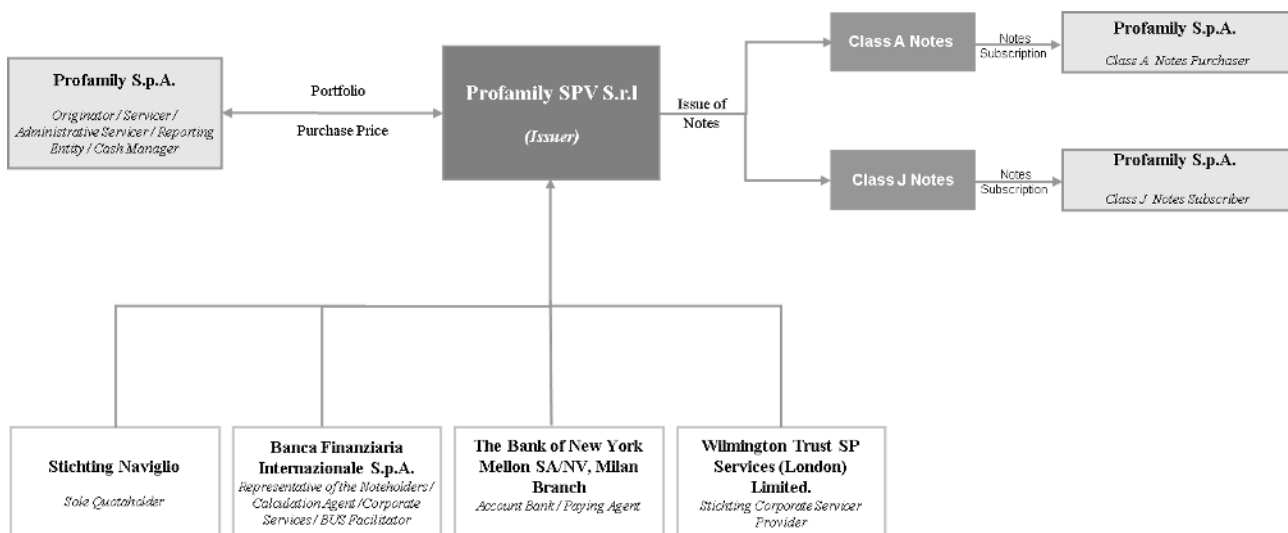 Profamily S.p.A.
Originator / Servicer /
Administrative Servicer / Reporting
Entity / Cash Manager
Portfolio
Purchase Price
Profamily SPV S.r.l
(Issuer)
Issue of
Notes
Class A Notes
Notes
Subscription
Profamily S.p.A.
Class A Notes Purchaser
Class J Notes
Notes
Subscription
Profamily S.p.A.
Class J Notes Subscriber
Stichting Naviglio
Sole Quotaholder
Banca Finanziaria
Internazionale S.p.A.
Representative of the Noteholders /
Calculation Agent /Corporate
Services / BUS Facilitator
The Bank of New York
Mellon SA/NV, Milan
Branch
Account Bank / Paying Agent
Wilmington Trust SP
Services (London)
Limited.
Stichting Corporate Servicer
Provider